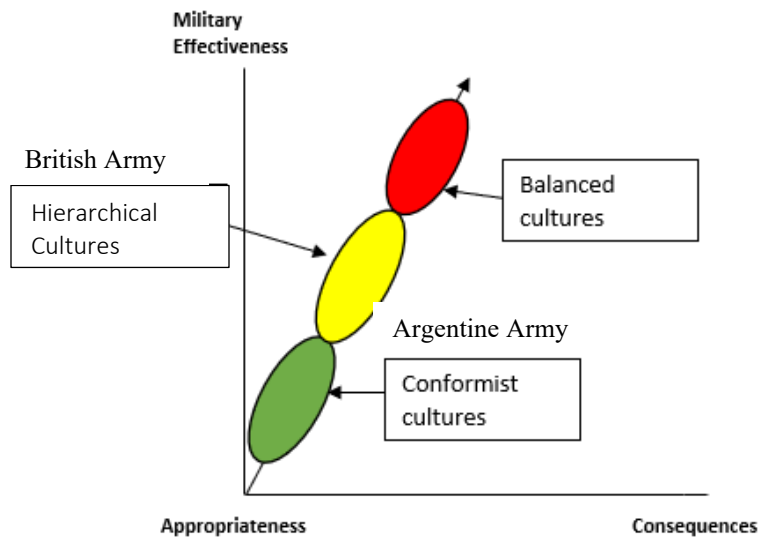 Military
Effectiveness
British Army
Hierarchical
Cultures
Balanced
cultures
Argentine Army
Conformist
cultures
Appropriateness
Consequences